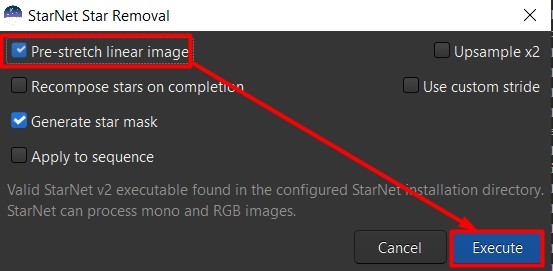 StarNet Star Removal
Pre-stretch linear image
Upsample x2
Recompose stars on completion
Use custom stride
Generate star mask
Apply to sequence
Valid StarNet v2 executable found in the configured StarNet installation directory.
StarNet can process mono and RGB images.
Cancel
Execute